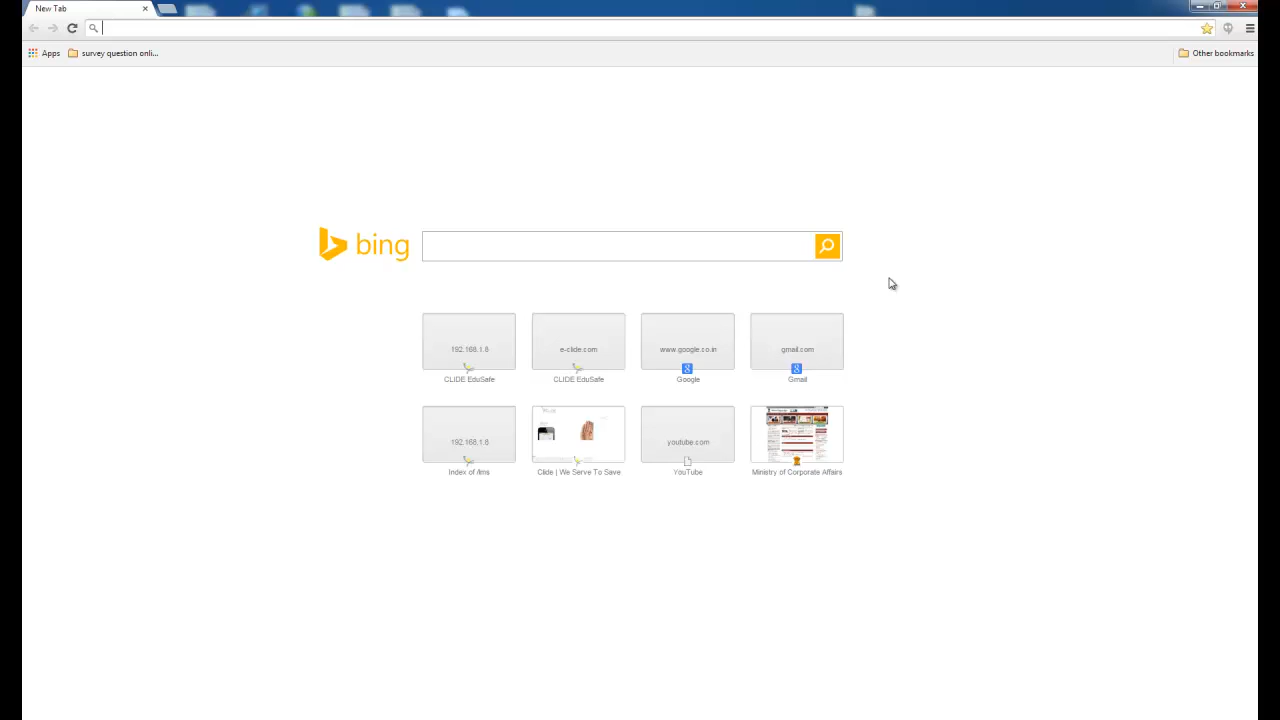 New Tab
Apps survey question onli... Other bookmarks
bing
192.168.1.8 e-clide.com www.google.co.in gmail.com
CLIDE EduSafe CLIDE EduSafe Google Gmail
192.168.1.8 youtube.com
Index of /lms Clide | We Serve To Save YouTube Ministry of Corporate Affairs